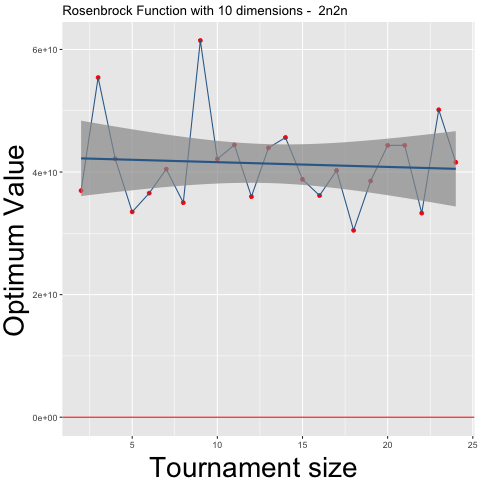 Rosenbrock Function with 10 dimensions -  2n2n
6e+10
4e+10
2e+10
0e+00
Optimum Value
5 10 15 20 25
Tournament size